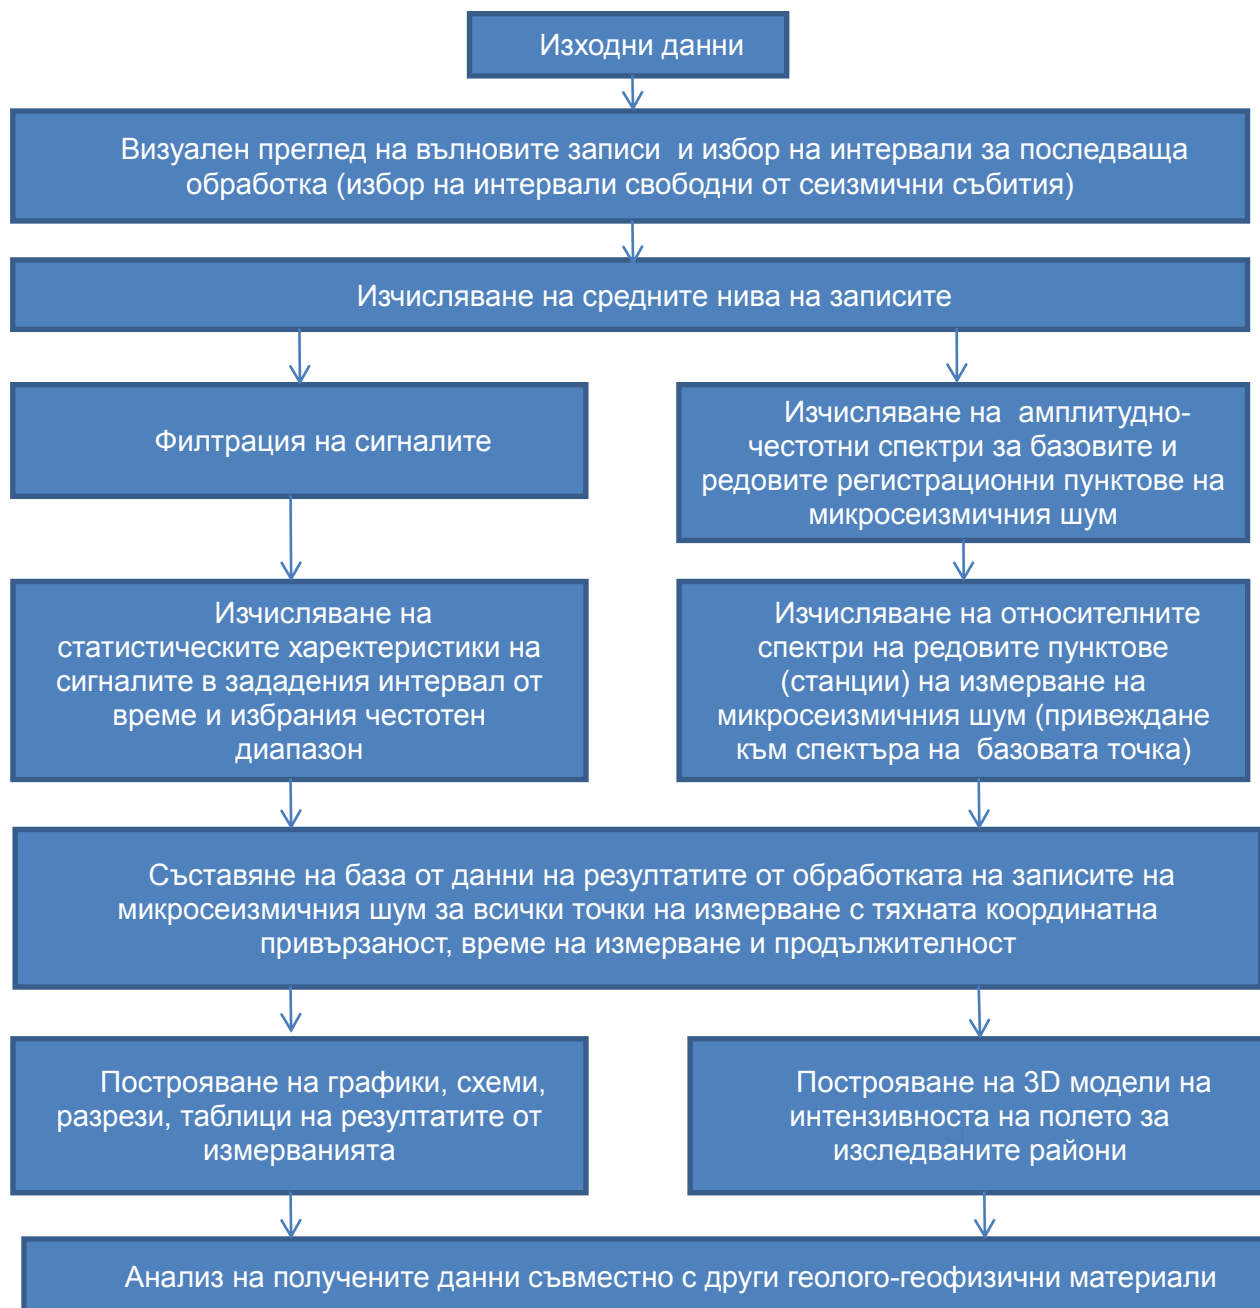 Изходни данни
Визуален преглед на вълновите записи и избор на интервали за последваща
обработка (избор на интервали свободни от сеизмични събития)
Изчисляване на средните нива на записите
Филтрация на сигналите
Изчисляване на амплитудно-
честотни спектри за базовите и
редовите регистрационни пунктове на
микросеизмичния шум
Изчисляване на
статистическите характеристики на
сигналите в зададения интервал от
време и избрания честотен
диапазон
Изчисляване на относителните
спектри на редовите пунктове
(станции) на измерване на
микросеизмичния шум (привеждане
към спектъра на базовата точка)
Съставяне на база от данни на резултатите от обработката на записите на
микросеизмичния шум за всички точки на измерване с тяхната координатна
привързаност, време на измерване и продължителност
Построяване на графики, схеми,
разрези, таблици на резултатите от
измерванията
Построяване на 3D модели на
интензивноста на полето за
изследваните райони
Анализ на получените данни съвместно с други геолого-геофизични материали